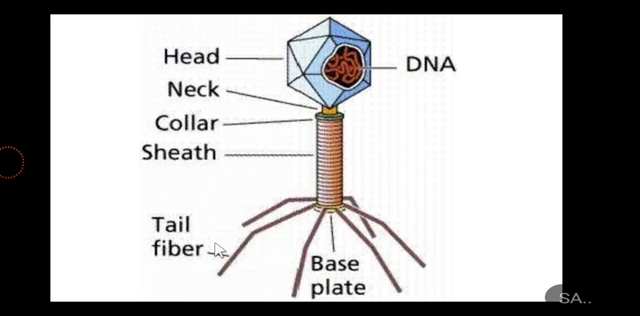 Head
DNA
Neck
Collar
Sheath
Tail
fiber
Base
plate
SA..